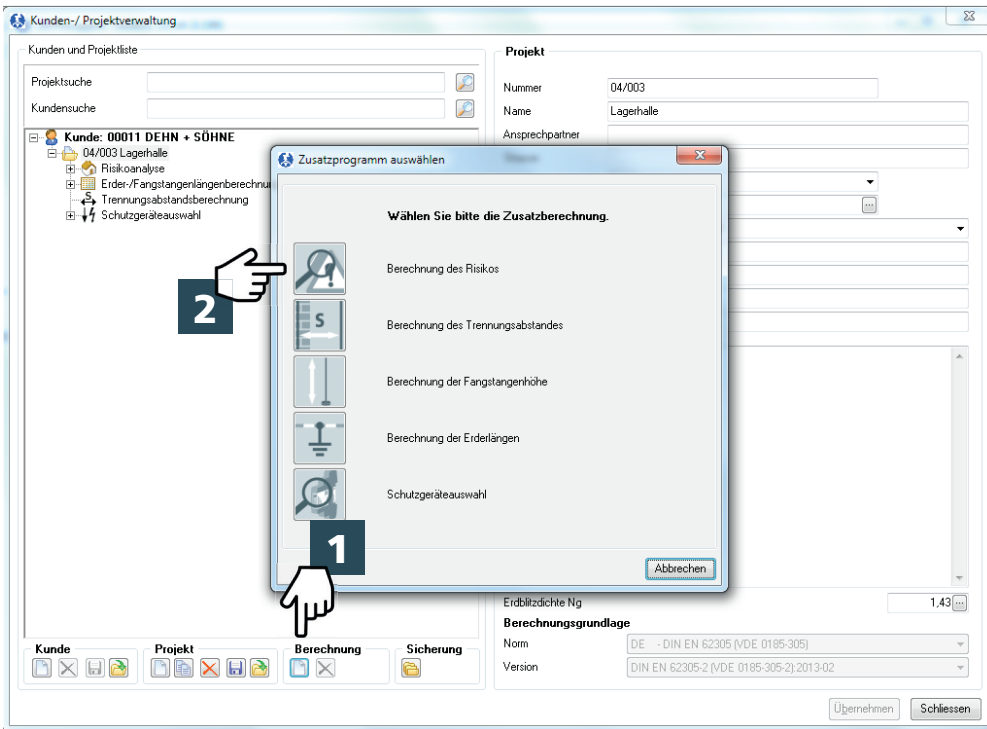 Kunden-/ Projektverwaltung
Kunden und Projektliste
Projektsuche
Kundensuche
Kunde: 00011 DEHN + SÖHNE
04/003 Lagerhalle
Risikoanalyse
Erder-/Fangstangenlängenberechnu
Trennungsabstandsberechnung
Schutzgeräteauswahl
Kunde
Projekt
Berechnung
Sicherung
Projekt
Nummer 04/003
Name Lagerhalle
Ansprechpartner
Zusatzprogramm auswählen
Wählen Sie bitte die Zusatzberechnung.
2
Berechnung des Risikos
S
Berechnung des Trennungsabstandes
Berechnung der Fangstangenhöhe
Berechnung der Erderlängen
Schutzgeräteauswahl
1
Abbrechen
Erdblitzdichte Ng 1,43
Berechnungsgrundlage
Norm DE - DIN EN 62305 (VDE 0185-305)
Version DIN EN 62305-2 (VDE 0185-305-2):2013-02
Übernehmen Schliessen